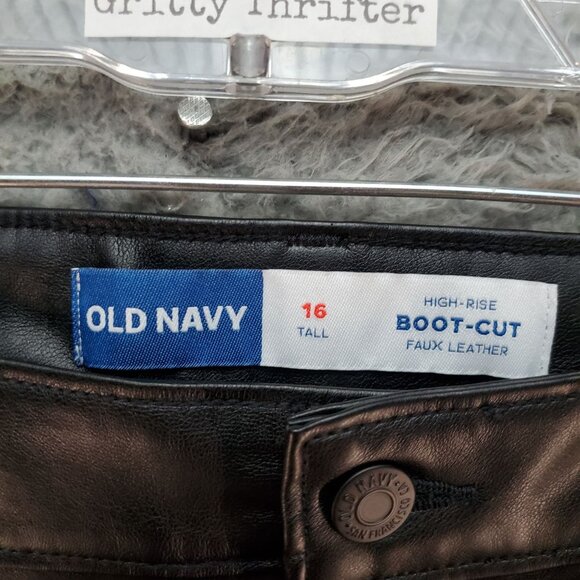 Gritty Thrifter
OLD NAVY
16
TALL
HIGH-RISE
BOOT-CUT
FAUX LEATHER
OLD NAVY
SAN FRANCISCO